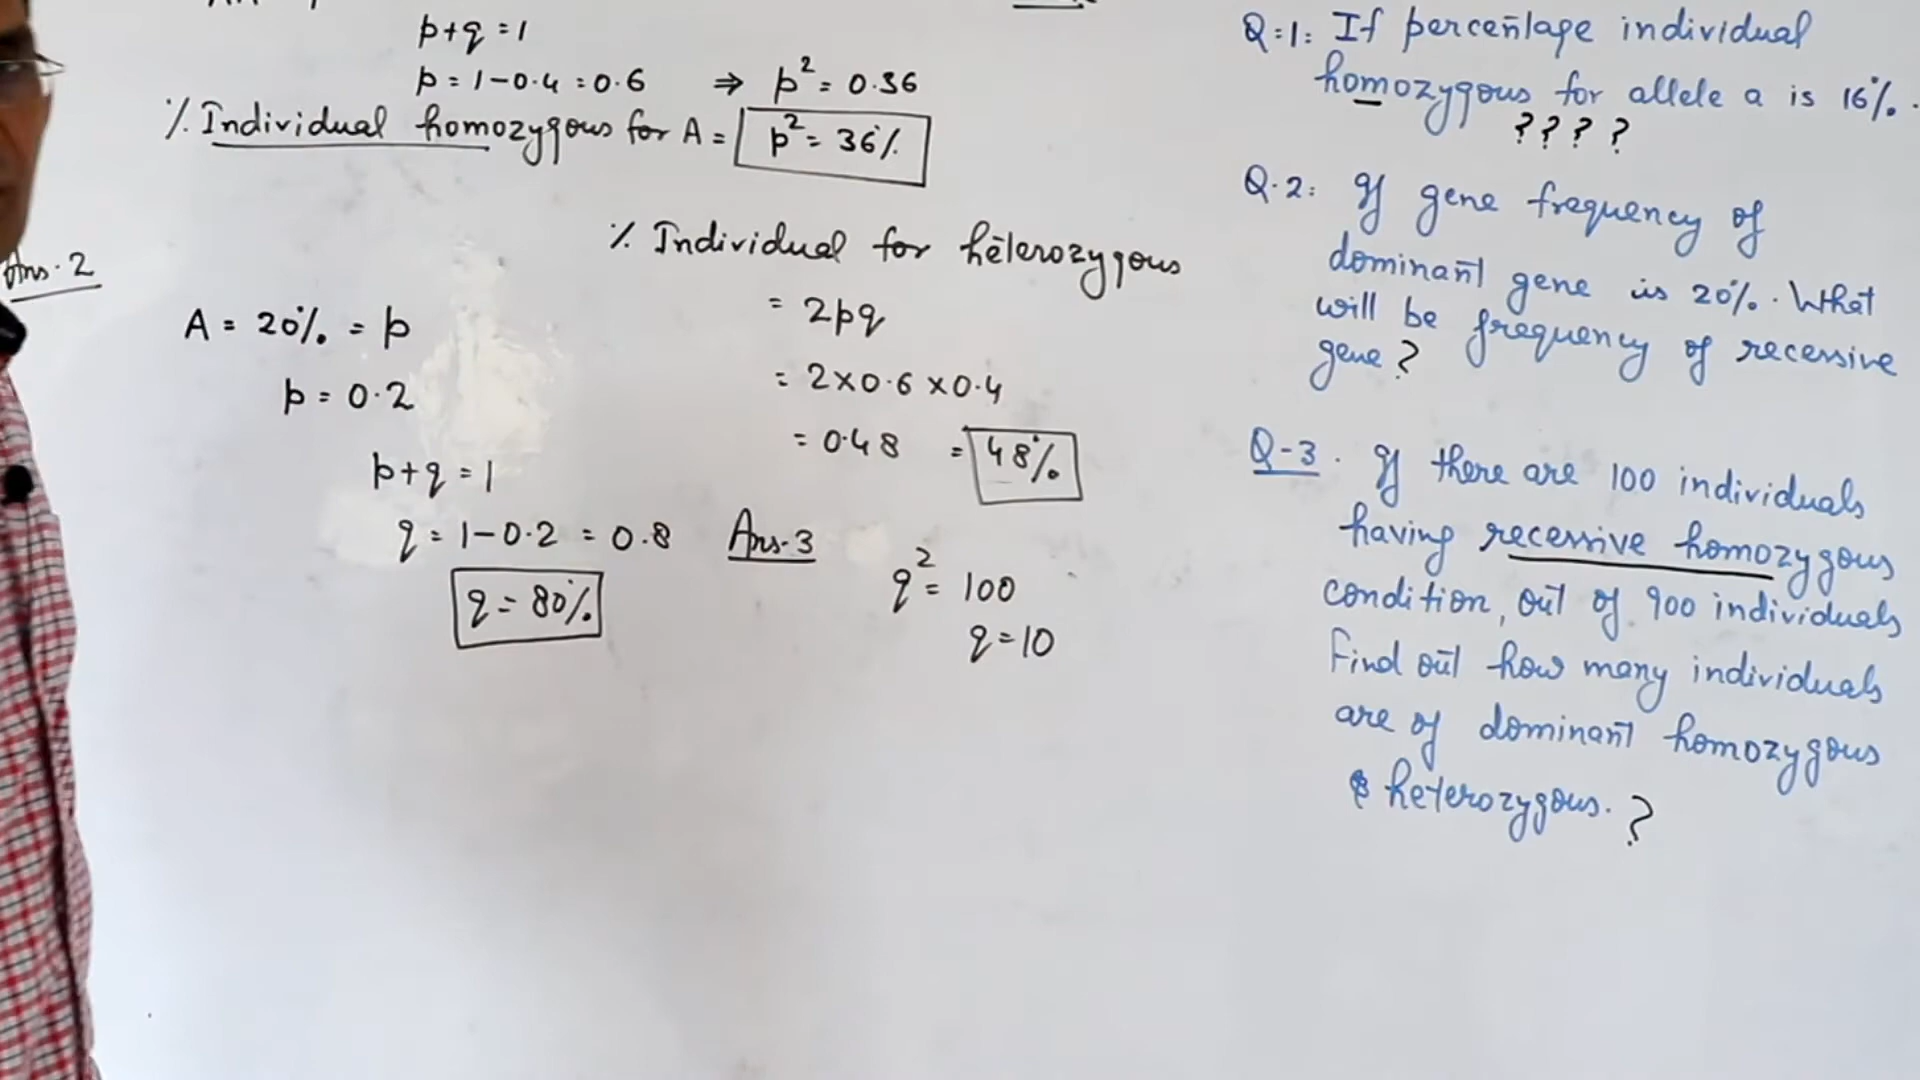 p+q =1
p = 1-0.4 = 0.6 ⇒ p² = 0.36
% Individual homozygous for A = p² = 36%
% Individual for heterozygous
= 2pq
= 2×0.6×0.4
= 0.48 = 48%
Ans. 2
A = 20% = p
p = 0.2
p+q = 1
q = 1-0.2 = 0.8
q = 80%
Ans. 3
q² = 100
q = 10
Q.1. If percentage individual
homozygous for allele a is 16%.
????
Q.2. If gene frequency of
dominant gene is 20%. What
will be frequency of recessive
gene?
Q-3. If there are 100 individuals
having recessive homozygous
condition, out of 900 individuals
Find out how many individuals
are of dominant homozygous
& heterozygous. ?